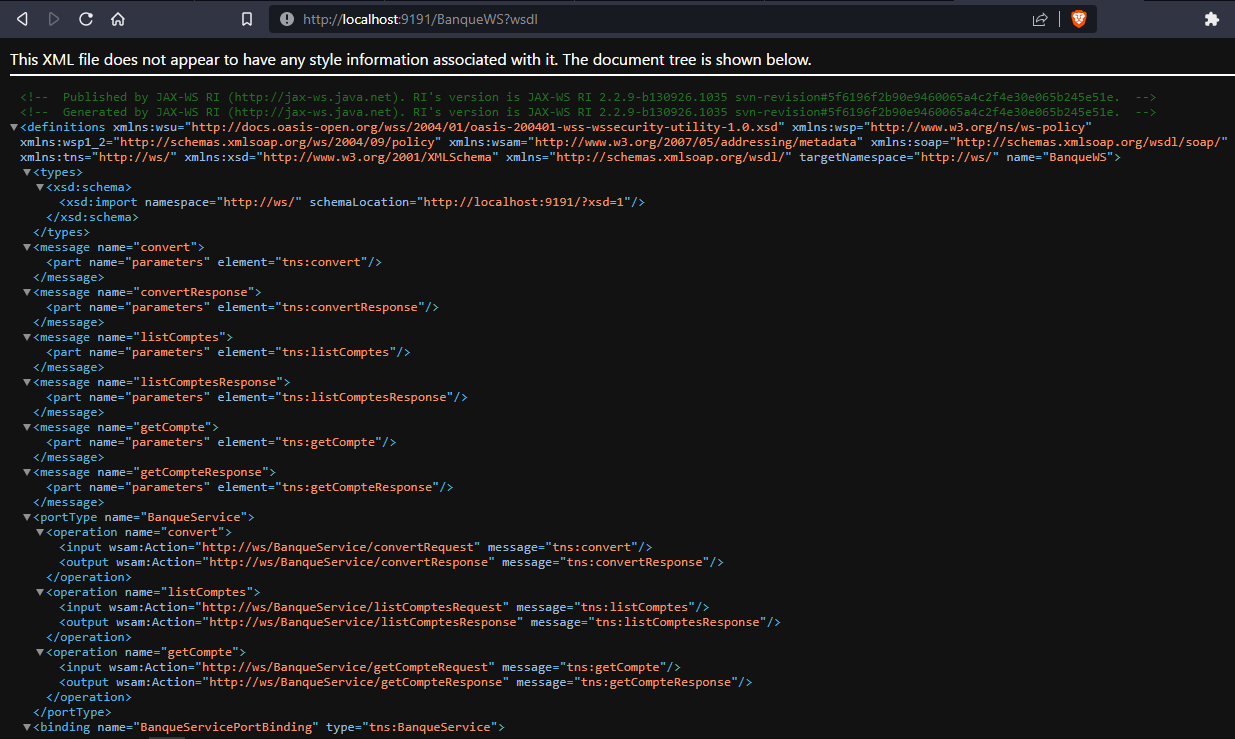 http://localhost:9191/BanqueWS?wsdl
This XML file does not appear to have any style information associated with it. The document tree is shown below.
<!-- Published by JAX-WS RI (http://jax-ws.java.net). RI's version is JAX-WS RI 2.2.9-b130926.1035 svn-revision#5f6196f2b90e9460065a4c2f4e30e065b245e51e. -->
<!-- Generated by JAX-WS RI (http://jax-ws.java.net). RI's version is JAX-WS RI 2.2.9-b130926.1035 svn-revision#5f6196f2b90e9460065a4c2f4e30e065b245e51e. -->
<definitions xmlns:wsu="http://docs.oasis-open.org/wss/2004/01/oasis-200401-wss-wssecurity-utility-1.0.xsd" xmlns:wsp="http://www.w3.org/ns/ws-policy"
xmlns:wsp1_2="http://schemas.xmlsoap.org/ws/2004/09/policy" xmlns:wsam="http://www.w3.org/2007/05/addressing/metadata" xmlns:soap="http://schemas.xmlsoap.org/wsdl/soap/"
xmlns:tns="http://ws/" xmlns:xsd="http://www.w3.org/2001/XMLSchema" xmlns="http://schemas.xmlsoap.org/wsdl/" targetNamespace="http://ws/" name="BanqueWS">
<types>
<xsd:schema>
<xsd:import namespace="http://ws/" schemaLocation="http://localhost:9191/?xsd=1"/>
</xsd:schema>
</types>
<message name="convert">
<part name="parameters" element="tns:convert"/>
</message>
<message name="convertResponse">
<part name="parameters" element="tns:convertResponse"/>
</message>
<message name="listComptes">
<part name="parameters" element="tns:listComptes"/>
</message>
<message name="listComptesResponse">
<part name="parameters" element="tns:listComptesResponse"/>
</message>
<message name="getCompte">
<part name="parameters" element="tns:getCompte"/>
</message>
<message name="getCompteResponse">
<part name="parameters" element="tns:getCompteResponse"/>
</message>
<portType name="BanqueService">
<operation name="convert">
<input wsam:Action="http://ws/BanqueService/convertRequest" message="tns:convert"/>
<output wsam:Action="http://ws/BanqueService/convertResponse" message="tns:convertResponse"/>
</operation>
<operation name="listComptes">
<input wsam:Action="http://ws/BanqueService/listComptesRequest" message="tns:listComptes"/>
<output wsam:Action="http://ws/BanqueService/listComptesResponse" message="tns:listComptesResponse"/>
</operation>
<operation name="getCompte">
<input wsam:Action="http://ws/BanqueService/getCompteRequest" message="tns:getCompte"/>
<output wsam:Action="http://ws/BanqueService/getCompteResponse" message="tns:getCompteResponse"/>
</operation>
</portType>
<binding name="BanqueServicePortBinding" type="tns:BanqueService">